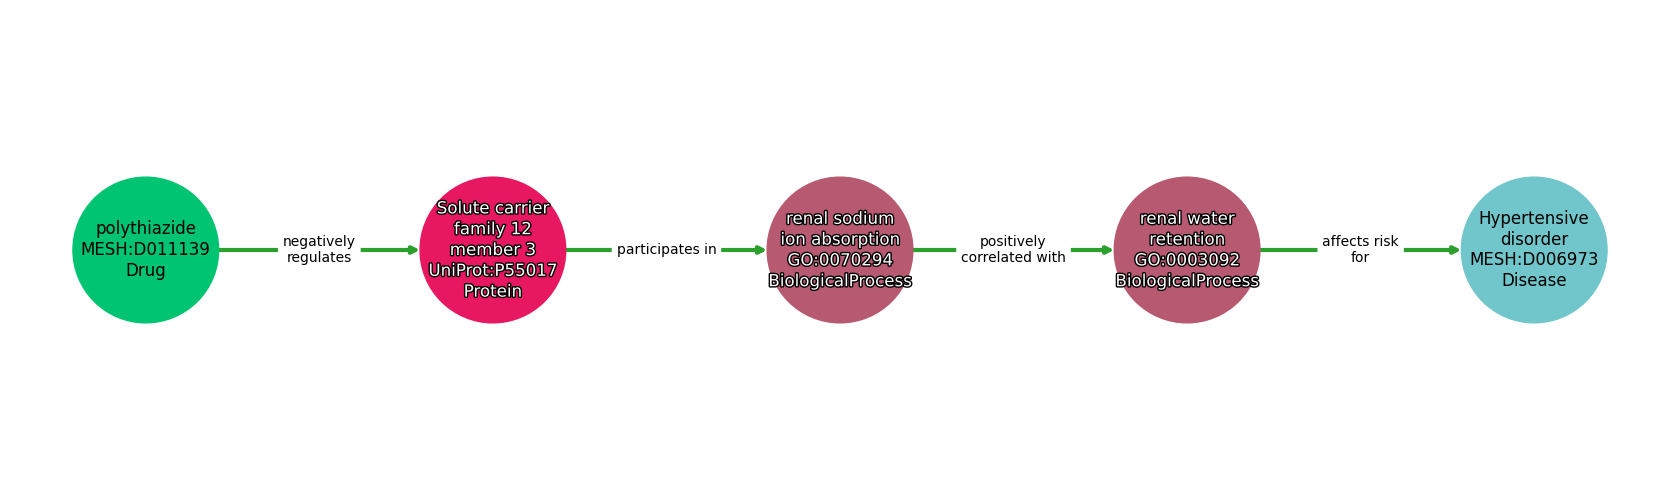 polythiazide
MESH:D011139
Drug
negatively
regulates
Solute carrier
family 12
member 3
UniProt:P55017
Protein
participates in
renal sodium
ion absorption
GO:0070294
BiologicalProcess
positively
correlated with
renal water
retention
GO:0003092
BiologicalProcess
affects risk
for
Hypertensive
disorder
MESH:D006973
Disease